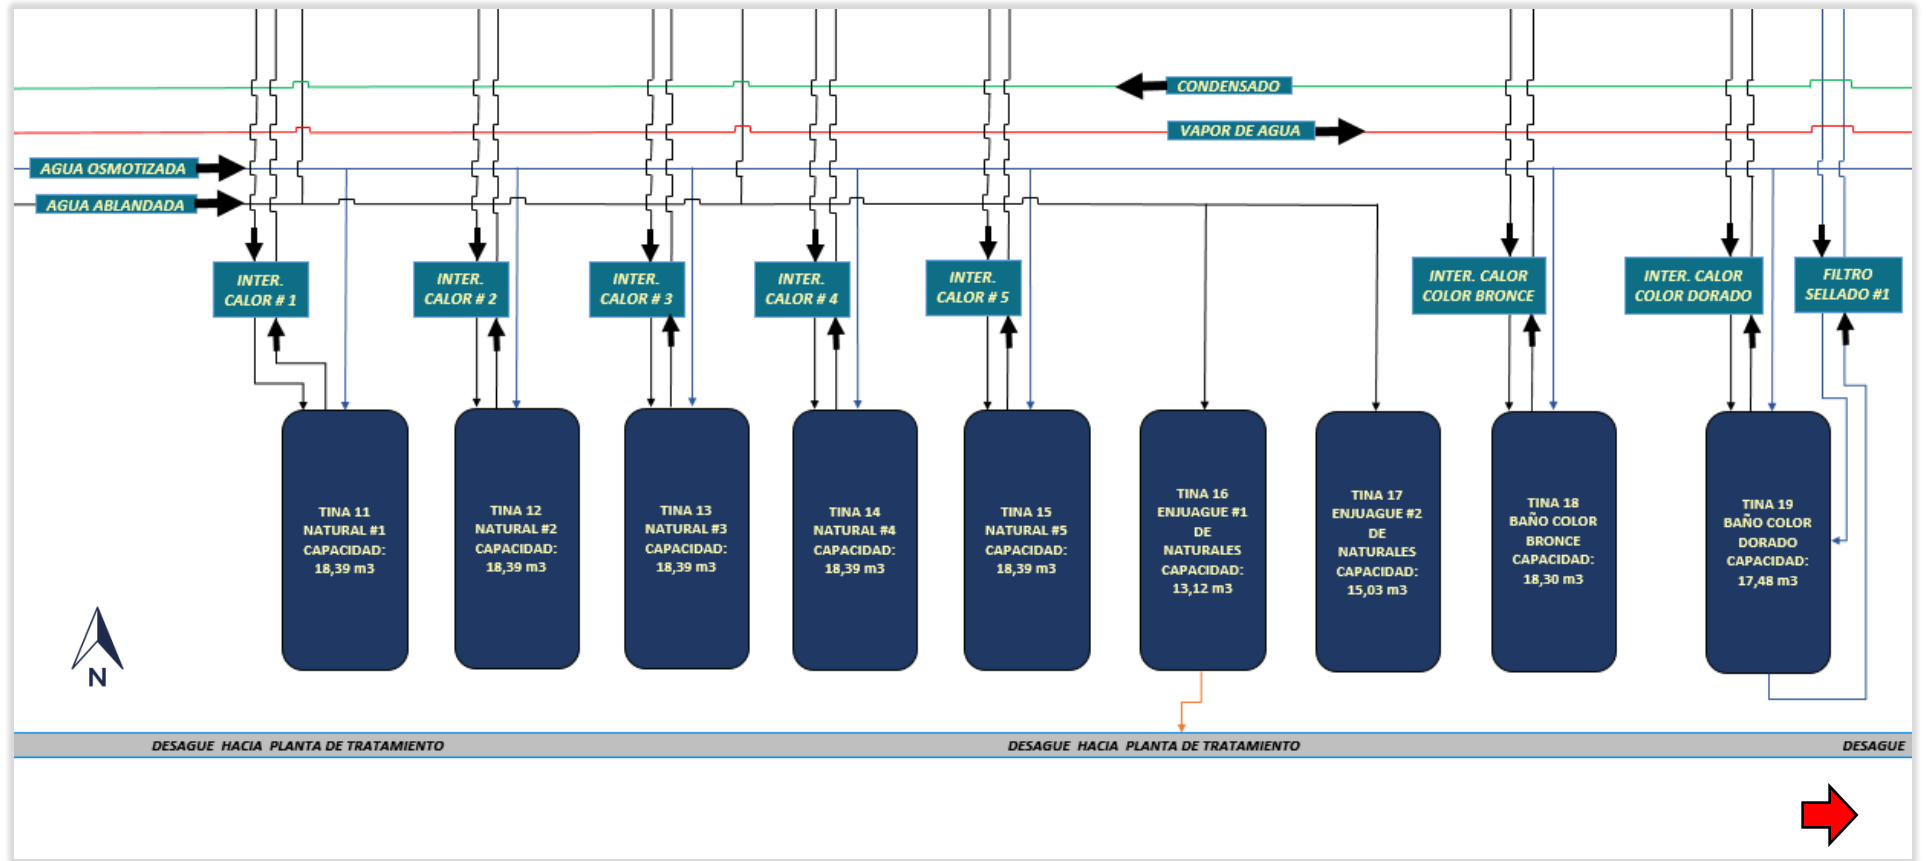 CONDENSADO
VAPOR DE AGUA
AGUA OSMOTIZADA
AGUA ABLANDADA
INTER.
CALOR # 1
INTER.
CALOR # 2
INTER.
CALOR # 3
INTER.
CALOR # 4
INTER.
CALOR # 5
INTER. CALOR
COLOR BRONCE
INTER. CALOR
COLOR DORADO
FILTRO
SELLADO #1
TINA 11
NATURAL #1
CAPACIDAD:
18,39 m3
TINA 12
NATURAL #2
CAPACIDAD:
18,39 m3
TINA 13
NATURAL #3
CAPACIDAD:
18,39 m3
TINA 14
NATURAL #4
CAPACIDAD:
18,39 m3
TINA 15
NATURAL #5
CAPACIDAD:
18,39 m3
TINA 16
ENJUAGUE #1
DE
NATURALES
CAPACIDAD:
13,12 m3
TINA 17
ENJUAGUE #2
DE
NATURALES
CAPACIDAD:
15,03 m3
TINA 18
BAÑO COLOR
BRONCE
CAPACIDAD:
18,30 m3
TINA 19
BAÑO COLOR
DORADO
CAPACIDAD:
17,48 m3
N
DESAGUE HACIA PLANTA DE TRATAMIENTO
DESAGUE HACIA PLANTA DE TRATAMIENTO
DESAGUE